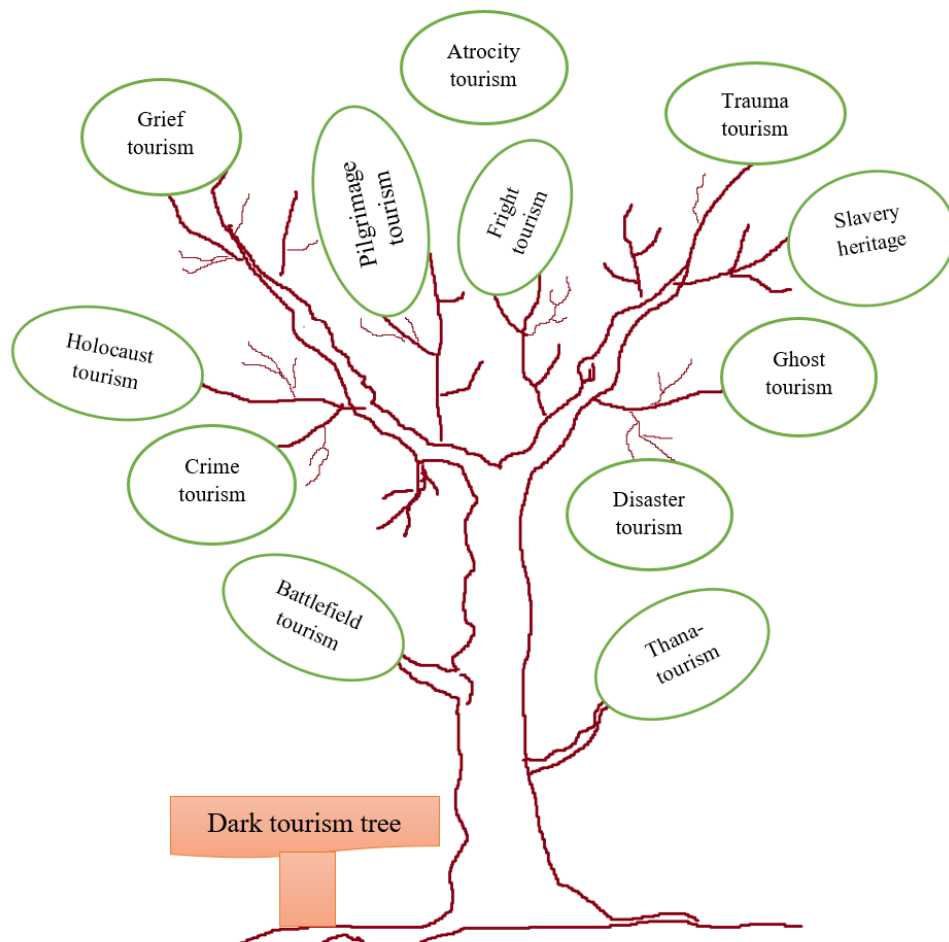 Atrocity
tourism
Grief
tourism
Trauma
tourism
Pilgrimage
tourism
Fright
tourism
Slavery
heritage
Holocaust
tourism
Ghost
tourism
Crime
tourism
Disaster
tourism
Battlefield
tourism
Thana-
tourism
Dark tourism tree